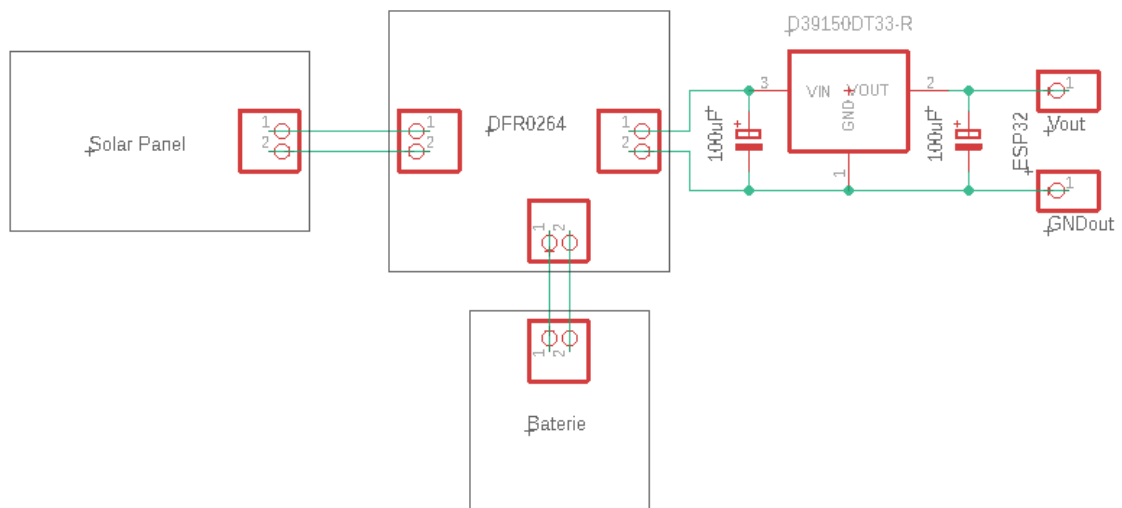 D39150DT33-R
3
VIN
VOUT
2
GND
1
100uF
+
100uF
+
ESP32
1
Vout
1
GNDout
Solar Panel
1
2
1
2
DFR0264
1
2
1
2
1
2
Baterie